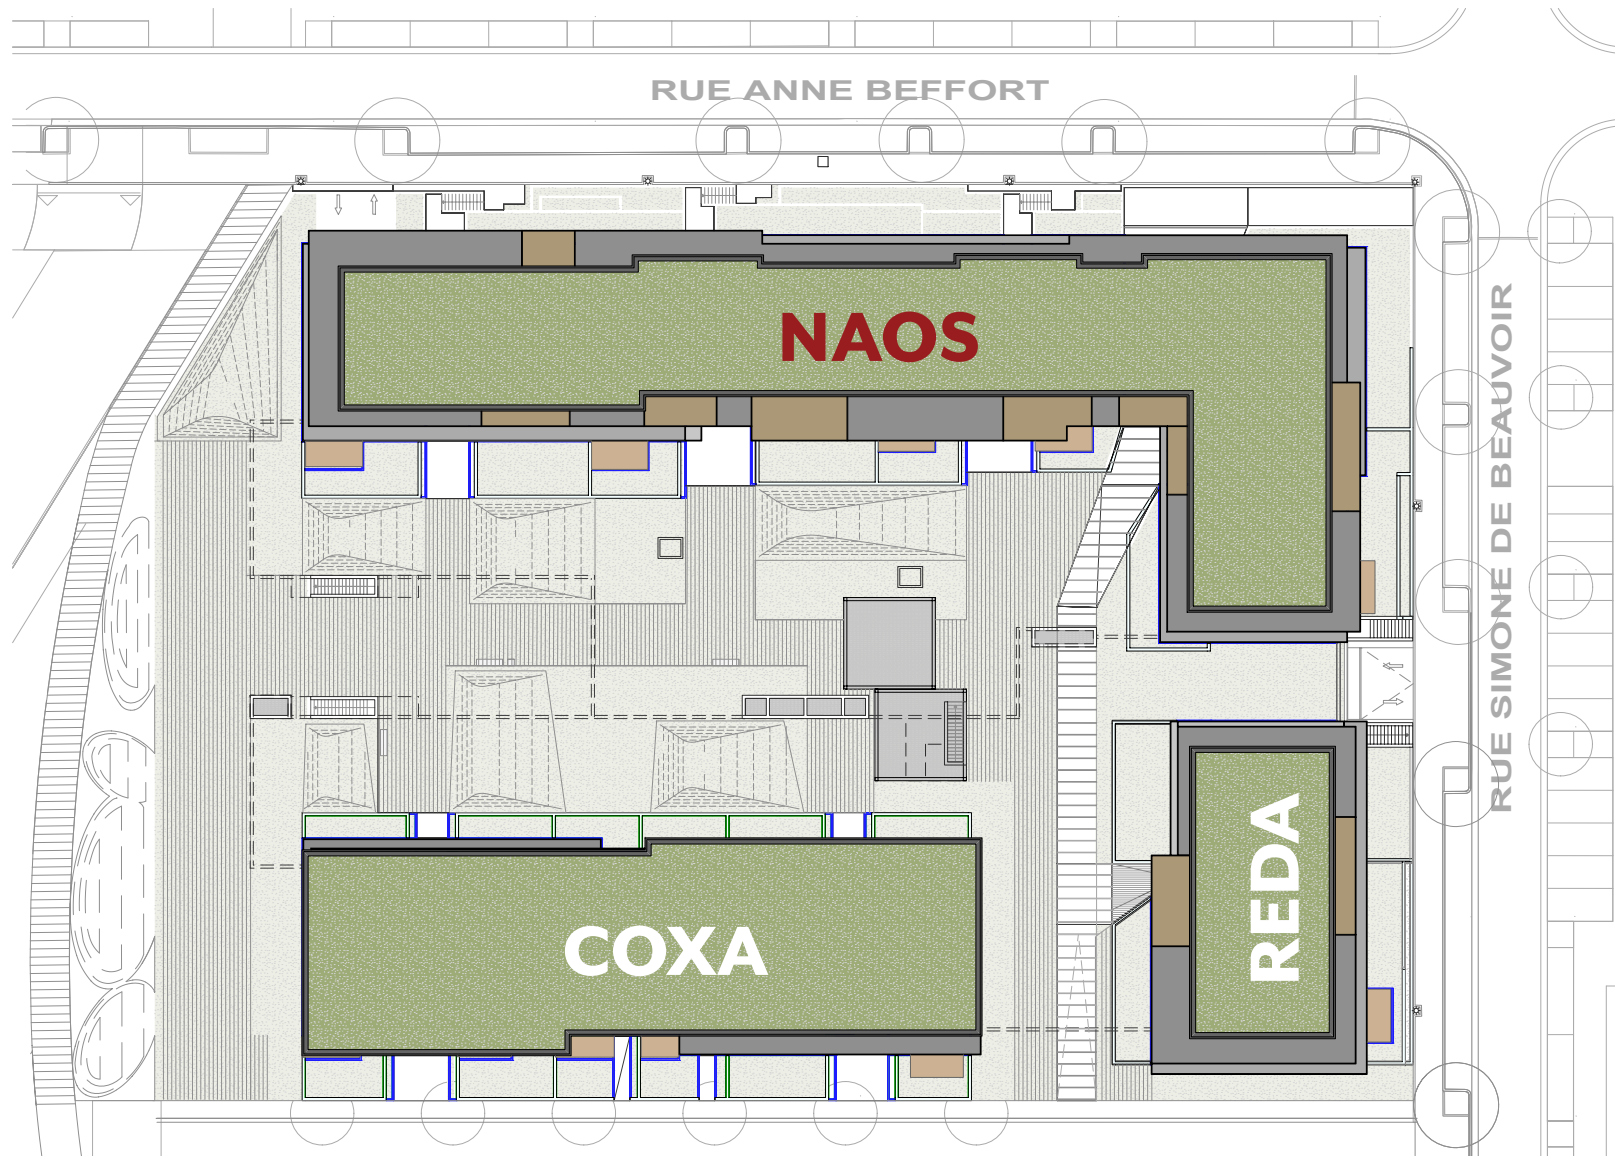 RUE ANNE BEFFORT
NAOS
RUE SIMONE DE BEAUVOIR
REDA
COXA